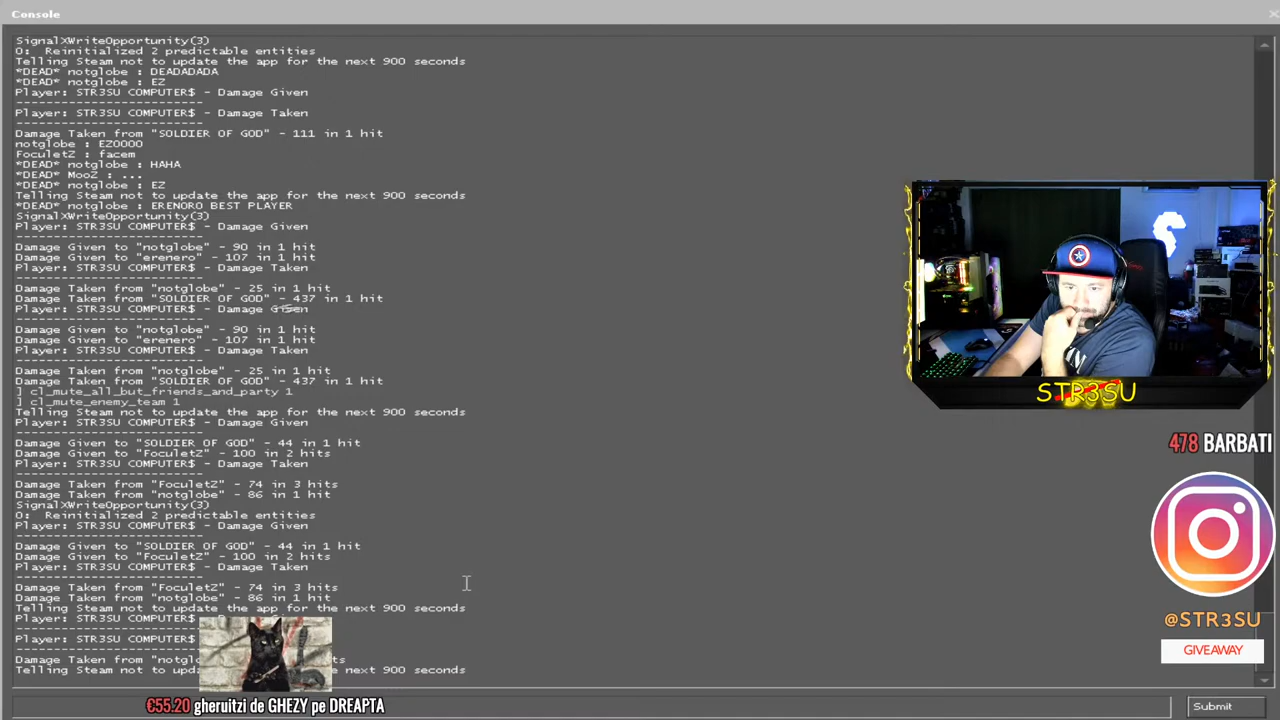 Console
SignalXWriteOpportunity(3)
0:  Reinitialized 2 predictable entities
Telling Steam not to update the app for the next 900 seconds
*DEAD* notglobe : DEADADADA
*DEAD* notglobe : EZ
Player: STR3SU COMPUTER$ - Damage Given
-------------------------
Player: STR3SU COMPUTER$ - Damage Taken
-------------------------
Damage Taken from "SOLDIER OF GOD" - 111 in 1 hit
notglobe : EZOOOO
FoculetZ : facem
*DEAD* notglobe : HAHA
*DEAD* MooZ : ...
*DEAD* notglobe : EZ
Telling Steam not to update the app for the next 900 seconds
*DEAD* notglobe : ERENORO BEST PLAYER
SignalXWriteOpportunity(3)
Player: STR3SU COMPUTER$ - Damage Given
-------------------------
Damage Given to "notglobe" - 90 in 1 hit
Damage Given to "erenero" - 107 in 1 hit
Player: STR3SU COMPUTER$ - Damage Taken
-------------------------
Damage Taken from "notglobe" - 25 in 1 hit
Damage Taken from "SOLDIER OF GOD" - 437 in 1 hit
Player: STR3SU COMPUTER$ - Damage Given
-------------------------
Damage Given to "notglobe" - 90 in 1 hit
Damage Given to "erenero" - 107 in 1 hit
Player: STR3SU COMPUTER$ - Damage Taken
-------------------------
Damage Taken from "notglobe" - 25 in 1 hit
Damage Taken from "SOLDIER OF GOD" - 437 in 1 hit
] cl_mute_all_but_friends_and_party 1
] cl_mute_enemy_team 1
Telling Steam not to update the app for the next 900 seconds
Player: STR3SU COMPUTER$ - Damage Given
-------------------------
Damage Given to "SOLDIER OF GOD" - 44 in 1 hit
Damage Given to "FoculetZ" - 100 in 2 hits
Player: STR3SU COMPUTER$ - Damage Taken
-------------------------
Damage Taken from "FoculetZ" - 74 in 3 hits
Damage Taken from "notglobe" - 86 in 1 hit
SignalXWriteOpportunity(3)
0:  Reinitialized 2 predictable entities
Player: STR3SU COMPUTER$ - Damage Given
-------------------------
Damage Given to "SOLDIER OF GOD" - 44 in 1 hit
Damage Given to "FoculetZ" - 100 in 2 hits
Player: STR3SU COMPUTER$ - Damage Taken
-------------------------
Damage Taken from "FoculetZ" - 74 in 3 hits
Damage Taken from "notglobe" - 86 in 1 hit
Telling Steam not to update the app for the next 900 seconds
Player: STR3SU COMPUTER$
-------------------------
Player: STR3SU COMPUTER$
-------------------------
Damage Taken from
Telling Steam not to next 900 seconds
Submit
S
STR3SU
478 BARBATI
@STR3SU
GIVEAWAY
€55.20 gheruitzi de GHEZY pe DREAPTA